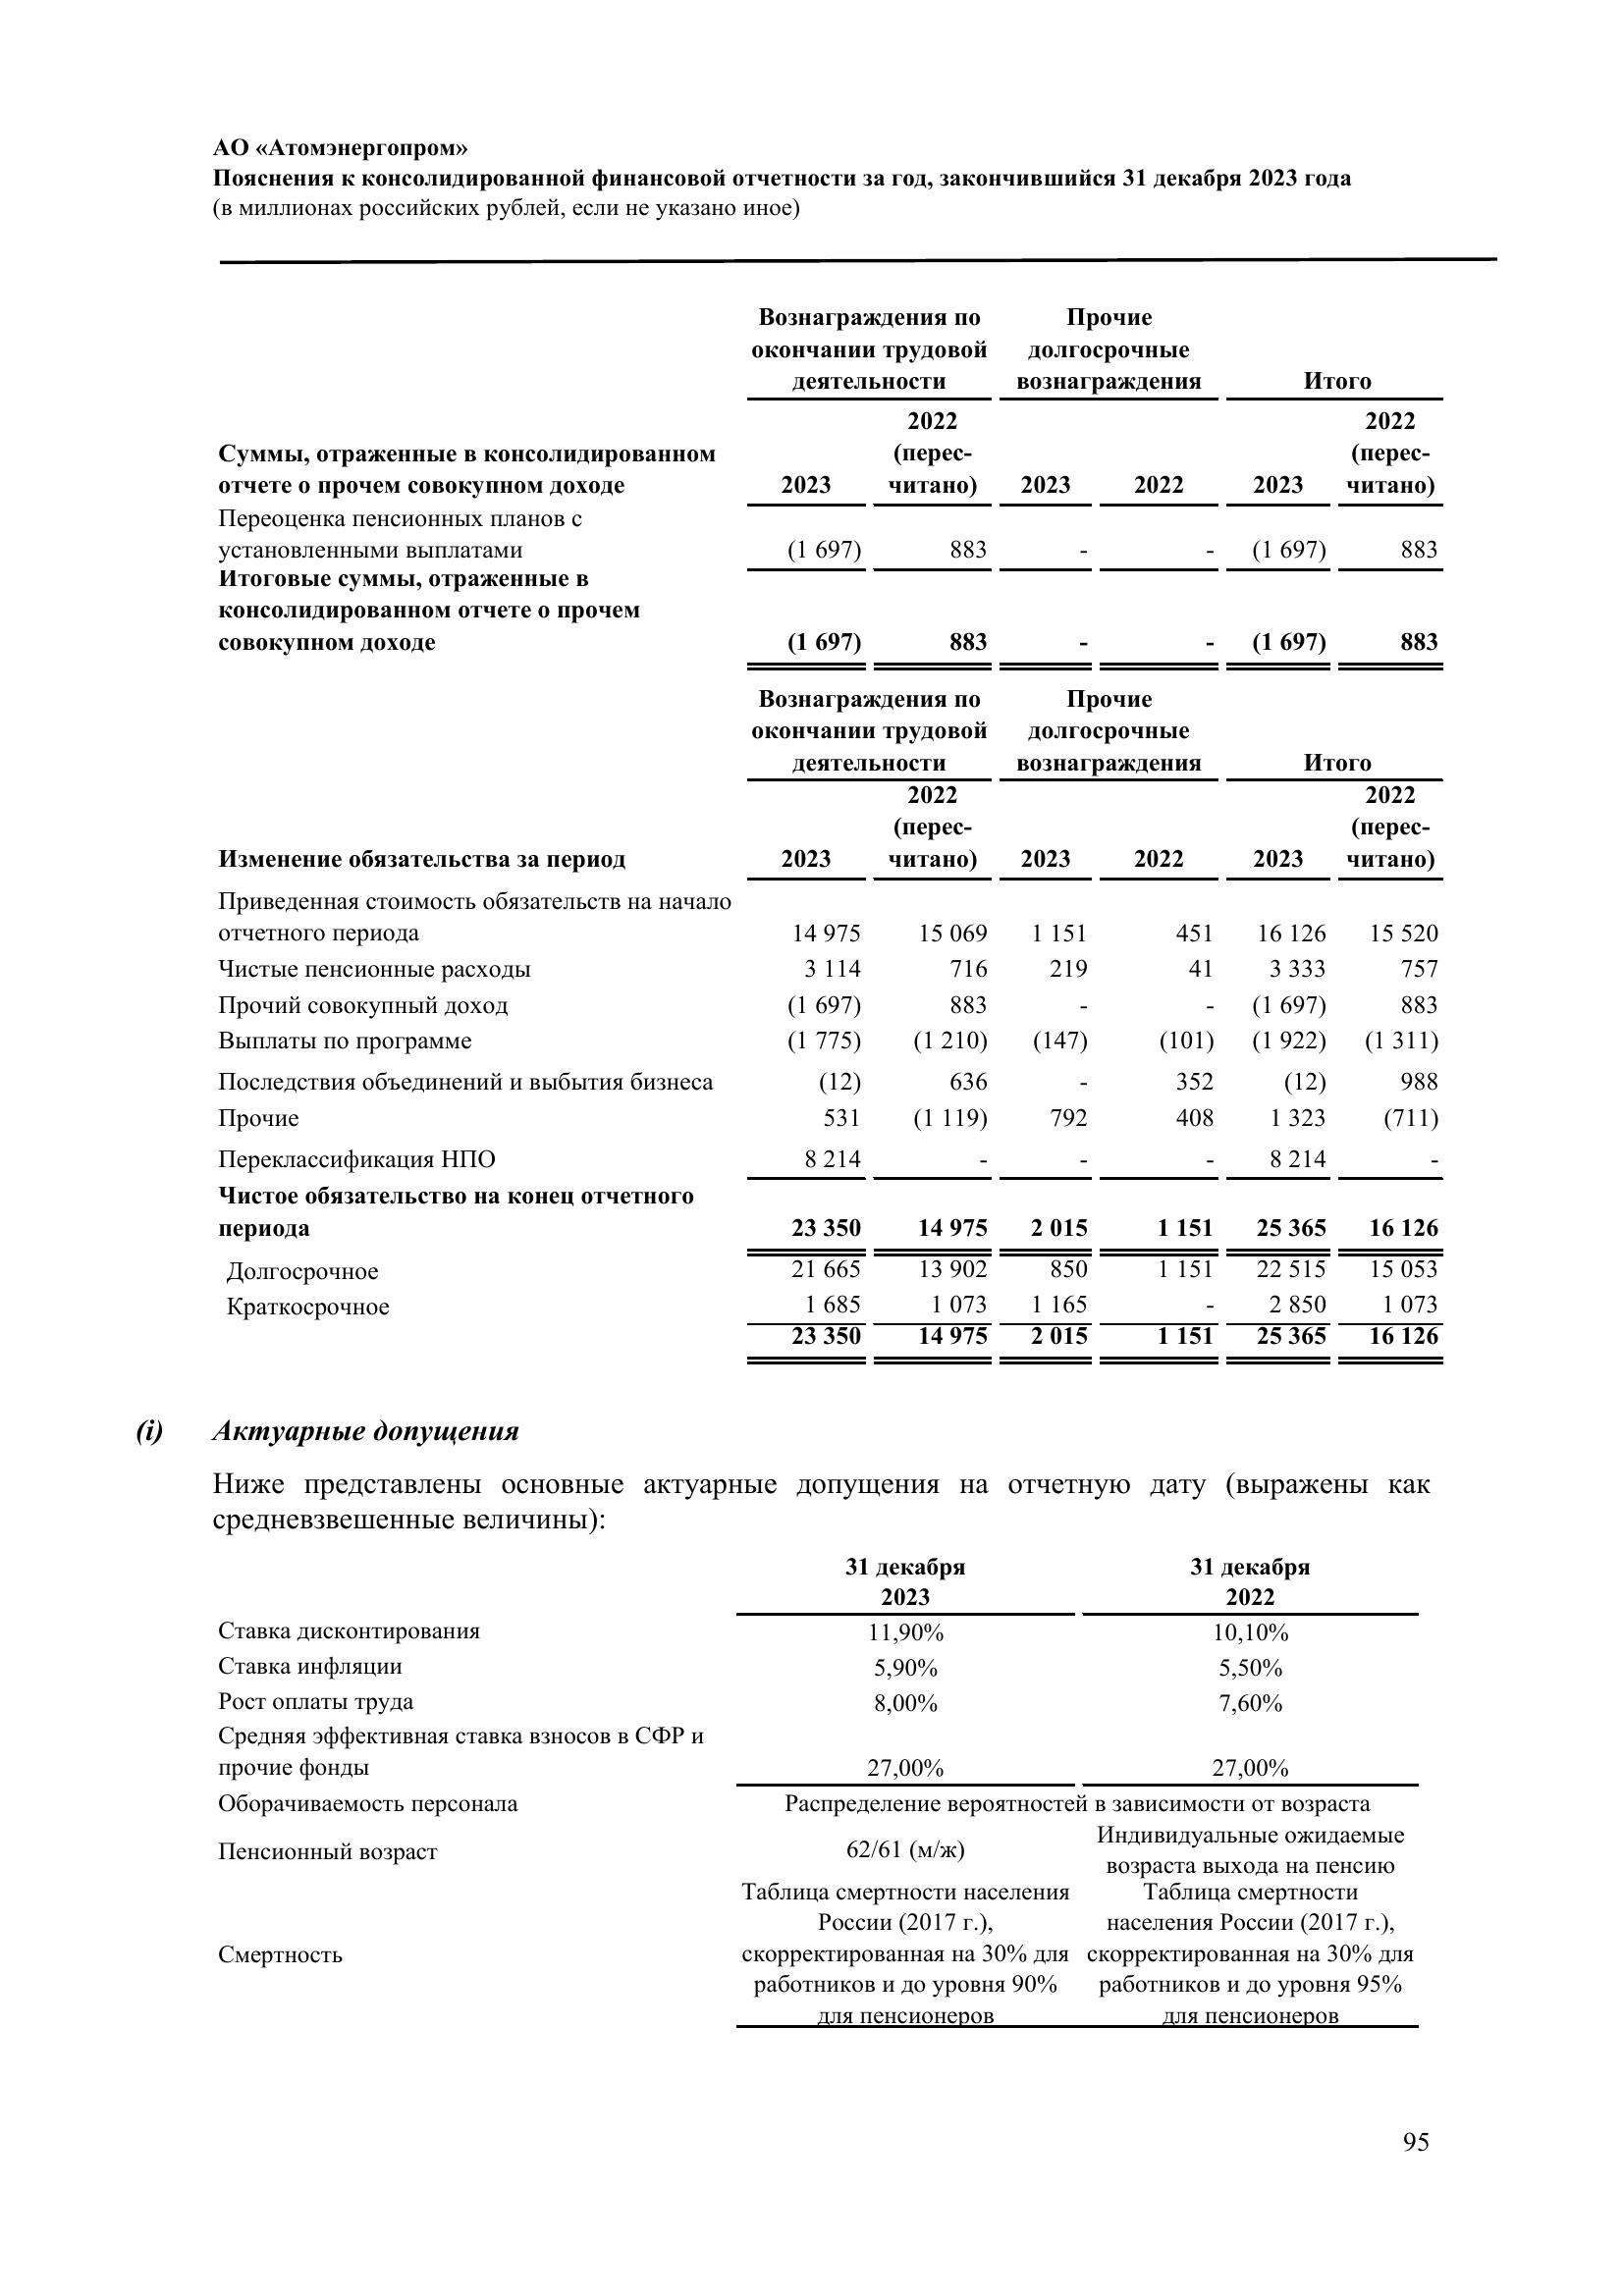 АО «Атомэнергопром»
Пояснения к консолидированной финансовой отчетности за год, закончившийся 31 декабря 2023 года
(в миллионах российских рублей, если не указано иное)
Вознаграждения по Прочие
окончании трудовой долгосрочные
деятельности вознаграждения Итого
2022 2022
Суммы, отраженные в консолидированном (перес- (перес-
отчете о прочем совокупном доходе 2023 читано) 2023 2022 2023 читано)
Переоценка пенсионных планов с
установленными выплатами (1 697) 883 - - (1 697) 883
Итоговые суммы, отраженные в
консолидированном отчете о прочем
совокупном доходе (1 697) 883 - - (1 697) 883
Вознаграждения по Прочие
окончании трудовой долгосрочные
деятельности вознаграждения Итого
2022 2022
(перес- (перес-
Изменение обязательства за период 2023 читано) 2023 2022 2023 читано)
Приведенная стоимость обязательств на начало
отчетного периода 14 975 15 069 1 151 451 16 126 15 520
Чистые пенсионные расходы 3 114 716 219 41 3 333 757
Прочий совокупный доход (1 697) 883 - - (1 697) 883
Выплаты по программе (1 775) (1 210) (147) (101) (1 922) (1 311)
Последствия объединений и выбытия бизнеса (12) 636 - 352 (12) 988
Прочие 531 (1 119) 792 408 1 323 (711)
Переклассификация НПО 8 214 - - - 8 214 -
Чистое обязательство на конец отчетного
периода 23 350 14 975 2 015 1 151 25 365 16 126
Долгосрочное 21 665 13 902 850 1 151 22 515 15 053
Краткосрочное 1 685 1 073 1 165 - 2 850 1 073
23 350 14 975 2 015 1 151 25 365 16 126
(i) Актуарные допущения
Ниже представлены основные актуарные допущения на отчетную дату (выражены как
средневзвешенные величины):
31 декабря 31 декабря
2023 2022
Ставка дисконтирования 11,90% 10,10%
Ставка инфляции 5,90% 5,50%
Рост оплаты труда 8,00% 7,60%
Средняя эффективная ставка взносов в СФР и
прочие фонды 27,00% 27,00%
Оборачиваемость персонала Распределение вероятностей в зависимости от возраста
Индивидуальные ожидаемые
Пенсионный возраст 62/61 (м/ж)
возраста выхода на пенсию
Таблица смертности населения Таблица смертности
России (2017 г.), населения России (2017 г.),
Смертность скорректированная на 30% для скорректированная на 30% для
работников и до уровня 90% работников и до уровня 95%
для пенсионеров для пенсионеров
95